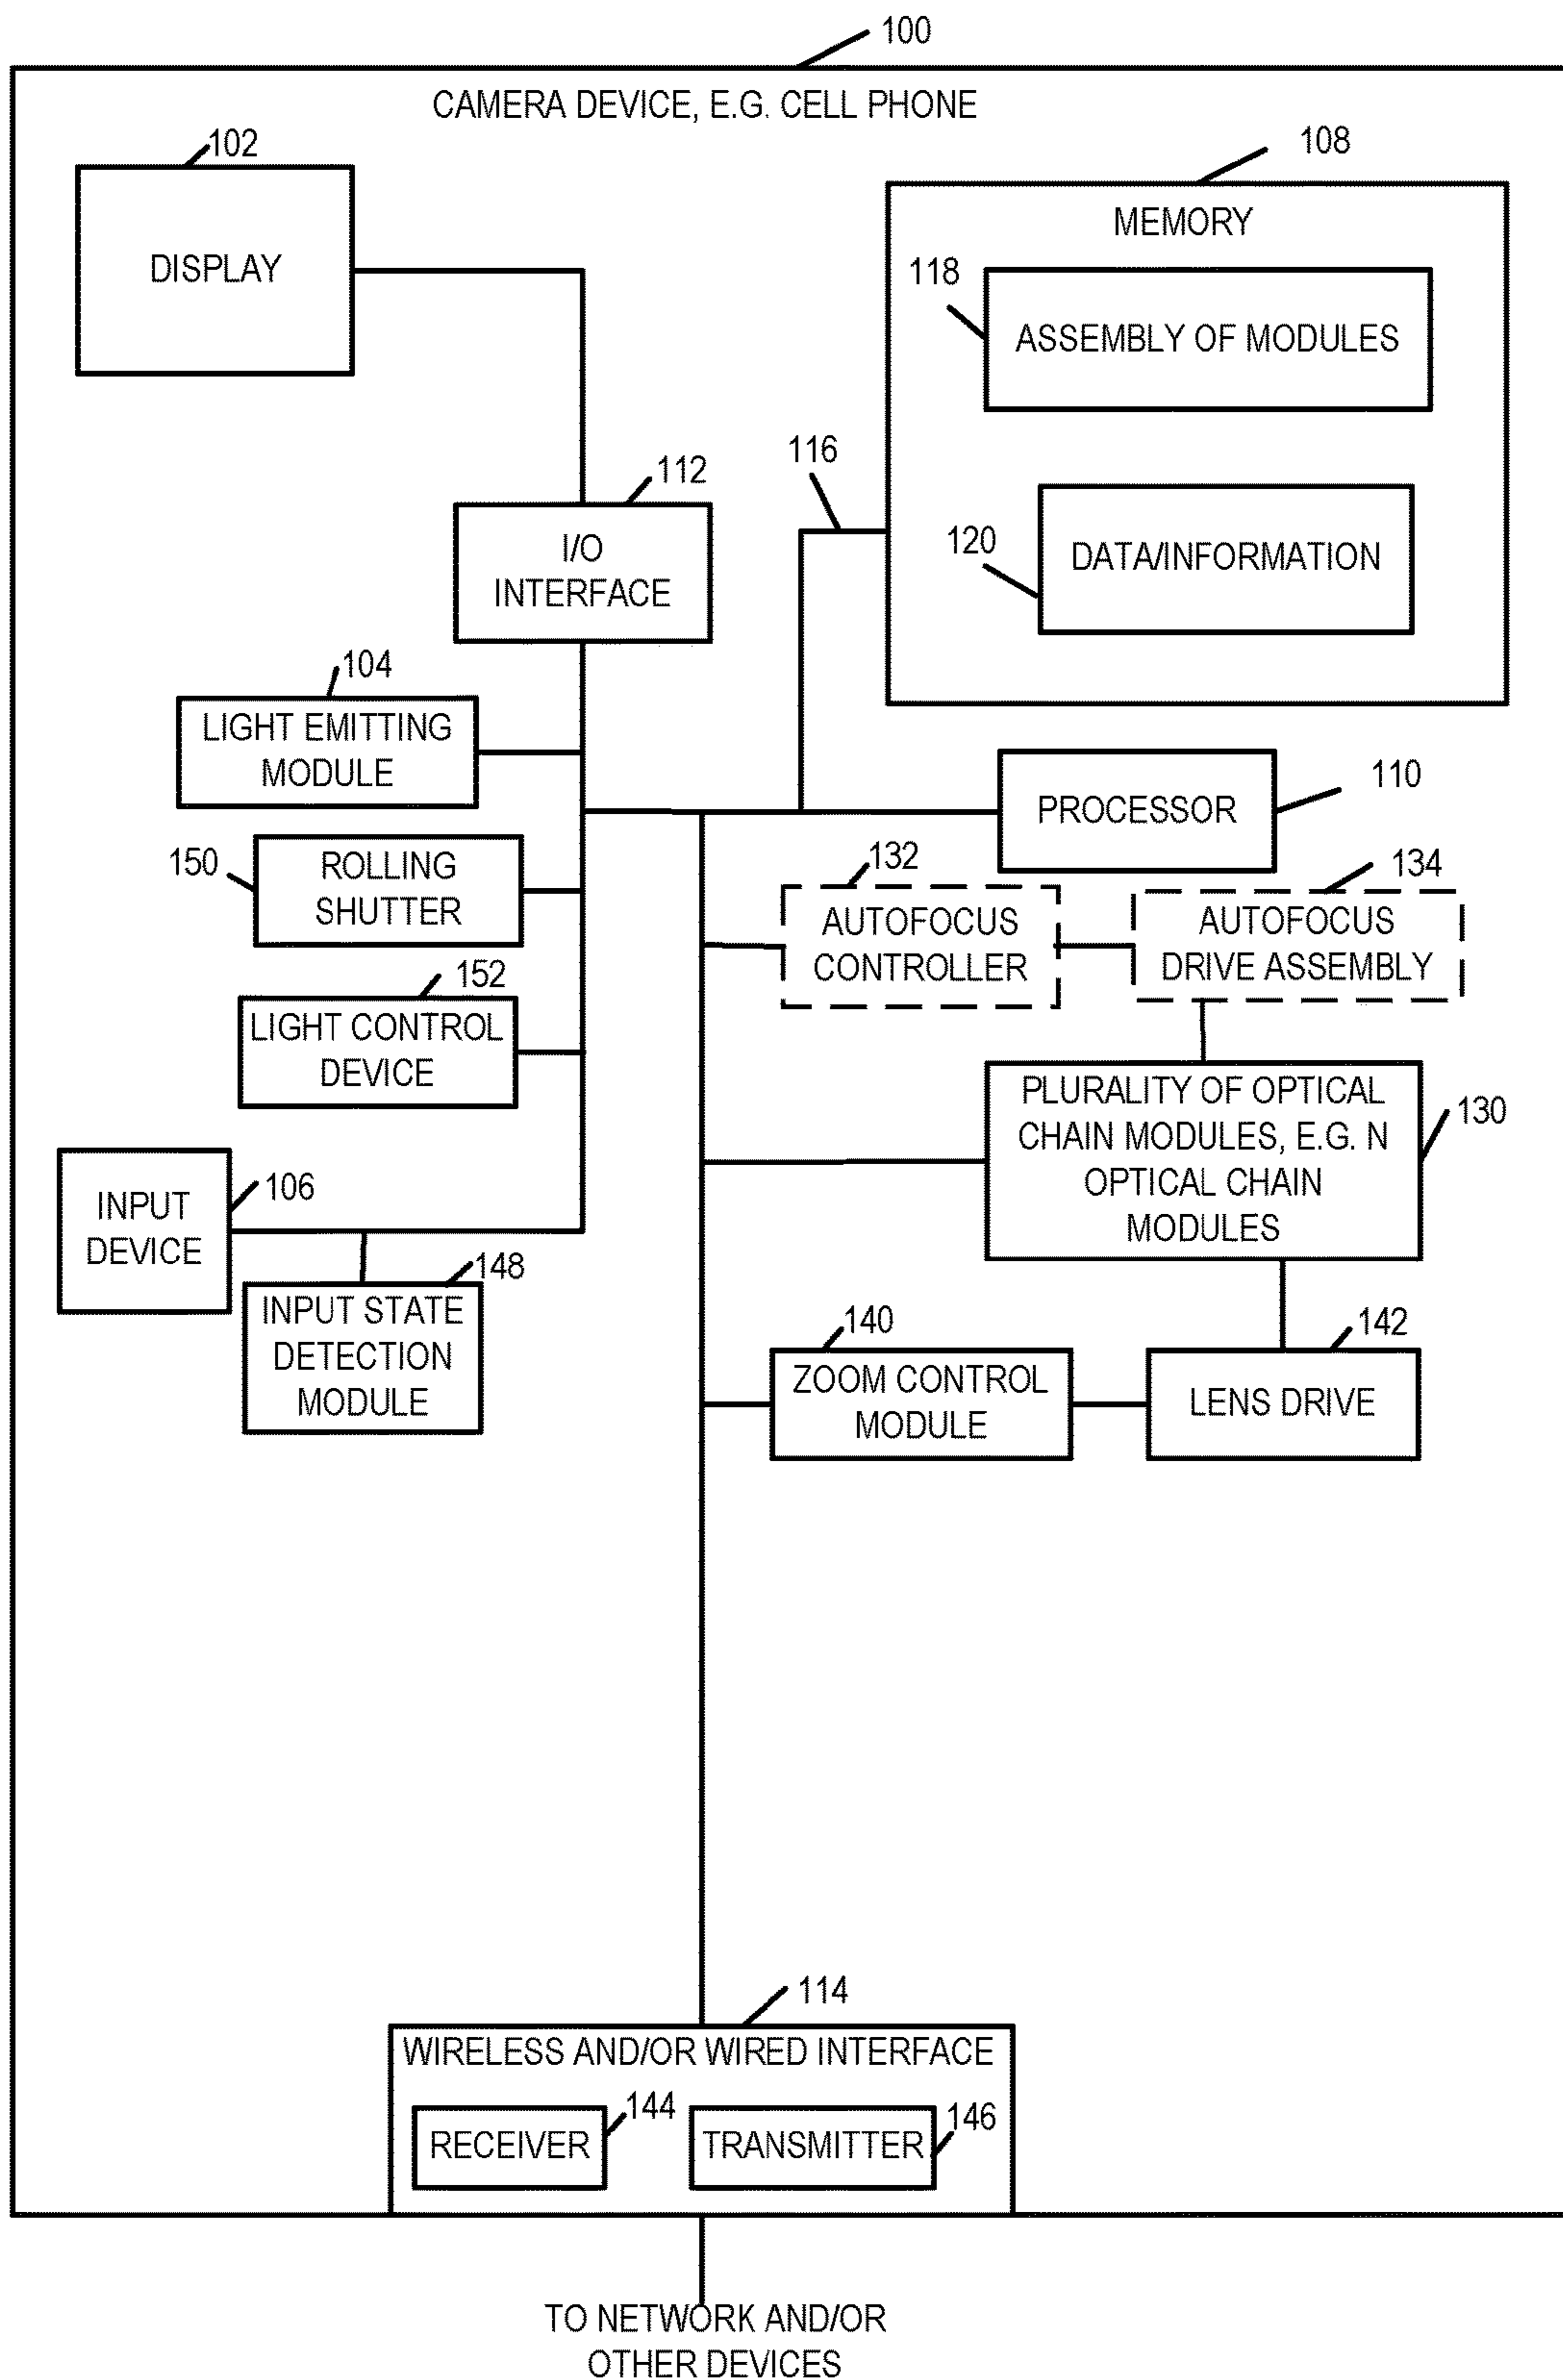 100
CAMERA DEVICE, E.G. CELL PHONE
102
DISPLAY
108
MEMORY
118
ASSEMBLY OF MODULES
116
120
DATA/INFORMATION
112
I/O
INTERFACE
104
LIGHT EMITTING
MODULE
PROCESSOR
110
150
ROLLING
SHUTTER
132
AUTOFOCUS
CONTROLLER
134
AUTOFOCUS
DRIVE ASSEMBLY
152
LIGHT CONTROL
DEVICE
PLURALITY OF OPTICAL
CHAIN MODULES, E.G. N
OPTICAL CHAIN
MODULES
130
INPUT
DEVICE
106
148
INPUT STATE
DETECTION
MODULE
140
ZOOM CONTROL
MODULE
142
LENS DRIVE
114
WIRELESS AND/OR WIRED INTERFACE
144
RECEIVER
146
TRANSMITTER
TO NETWORK AND/OR
OTHER DEVICES